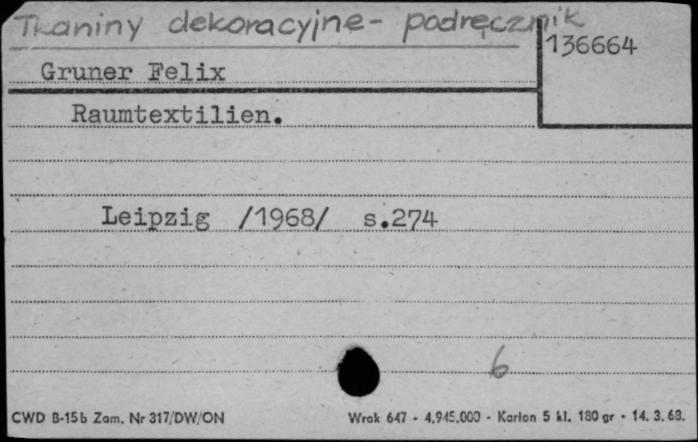 Tkaniny dekoracyjne - podręcznik
136664
Gruner Felix
Raumtextilien.
Leipzig /1968/ s.274
6
CWD B-15b Zam. Nr 317/DW/ON Wrak 647 - 4.945.000 - Karton 5 kl. 180 gr - 14. 3. 68.